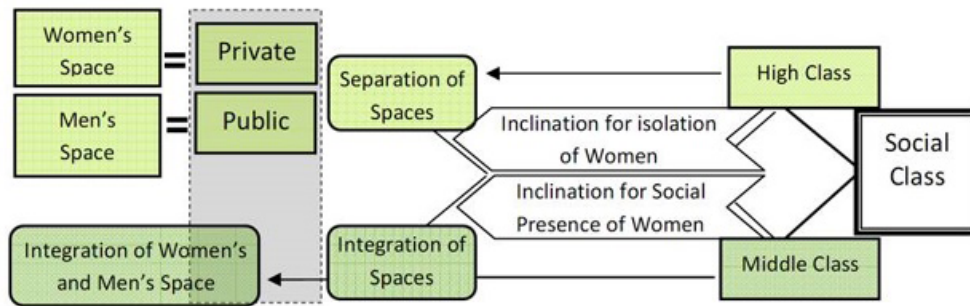 Women's
Space
=
Private
Men's
Space
=
Public
Separation of
Spaces
High Class
Inclination for isolation
of Women
Social
Class
Inclination for Social
Presence of Women
Integration of Women's
and Men's Space
Integration of
Spaces
Middle Class